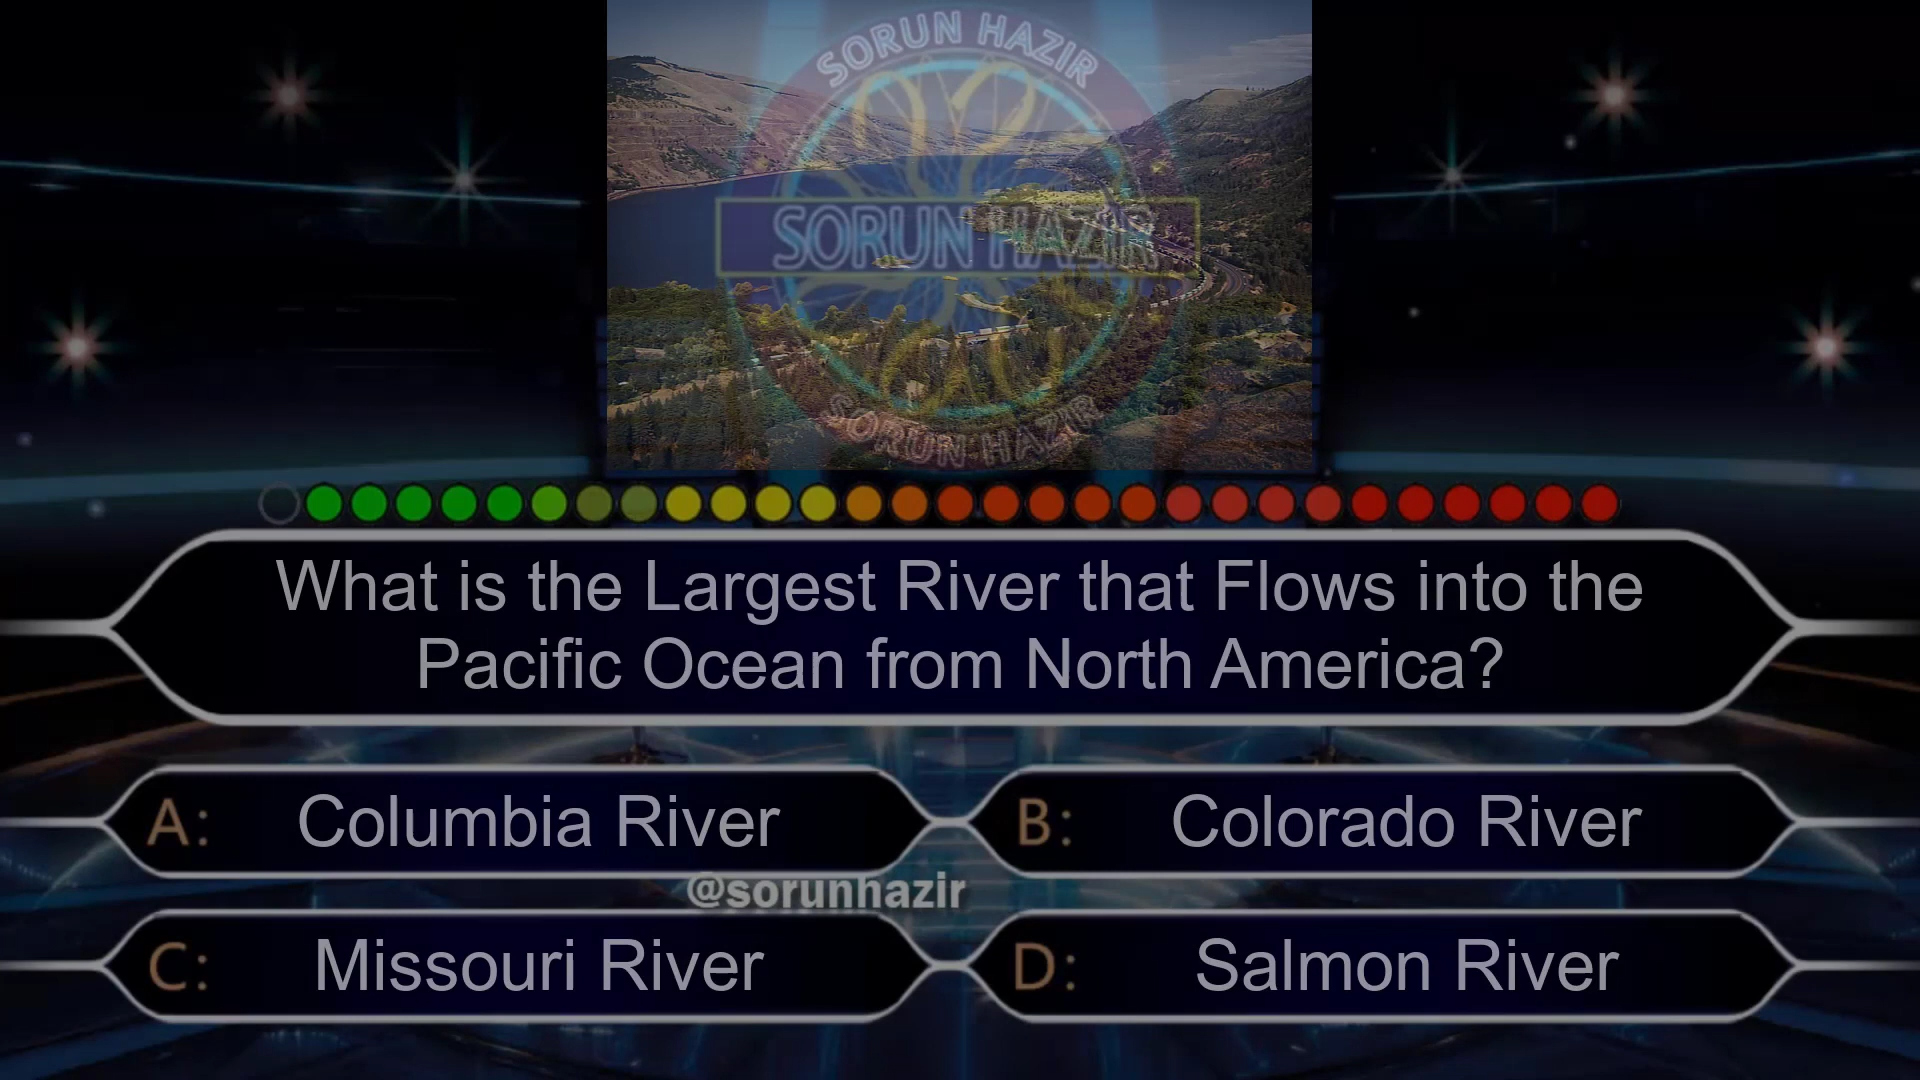 SORUN HAZIR
SORUN HAZIR
SORUN HAZIR
What is the Largest River that Flows into the
Pacific Ocean from North America?
A: Columbia River
B: Colorado River
@sorunhazir
C: Missouri River
D: Salmon River